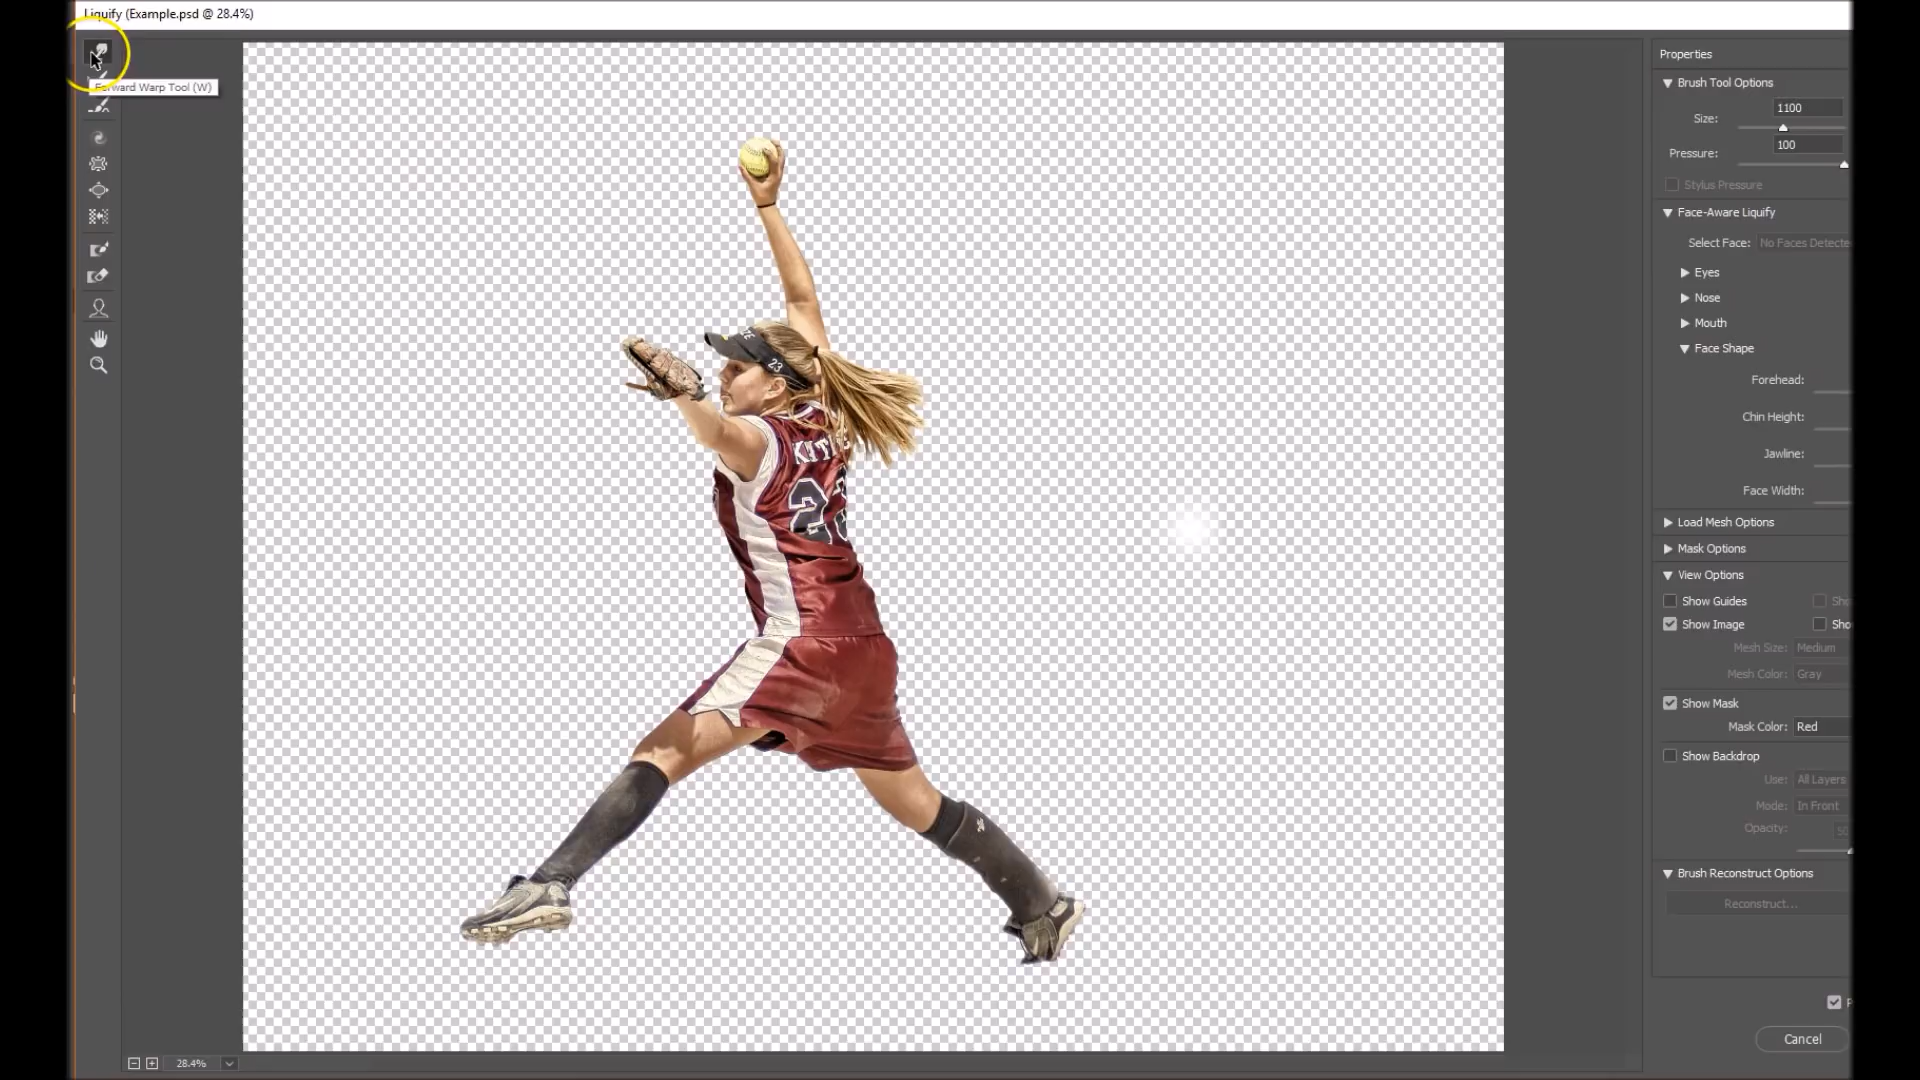 Liquify (Example.psd @ 28.4%)
Forward Warp Tool (W)
23
28.4%
Properties
Brush Tool Options
Size:
1100
Pressure:
100
Stylus Pressure
Face-Aware Liquify
Select Face:
No Faces Detecte
Eyes
Nose
Mouth
Face Shape
Forehead:
Chin Height:
Jawline:
Face Width:
Load Mesh Options
Mask Options
View Options
Show Guides
Sho
Show Image
Sho
Mesh Size:
Medium
Mesh Color:
Gray
Show Mask
Mask Color:
Red
Show Backdrop
Use:
All Layers
Mode:
In Front
Opacity:
50
Brush Reconstruct Options
Reconstruct...
P
Cancel